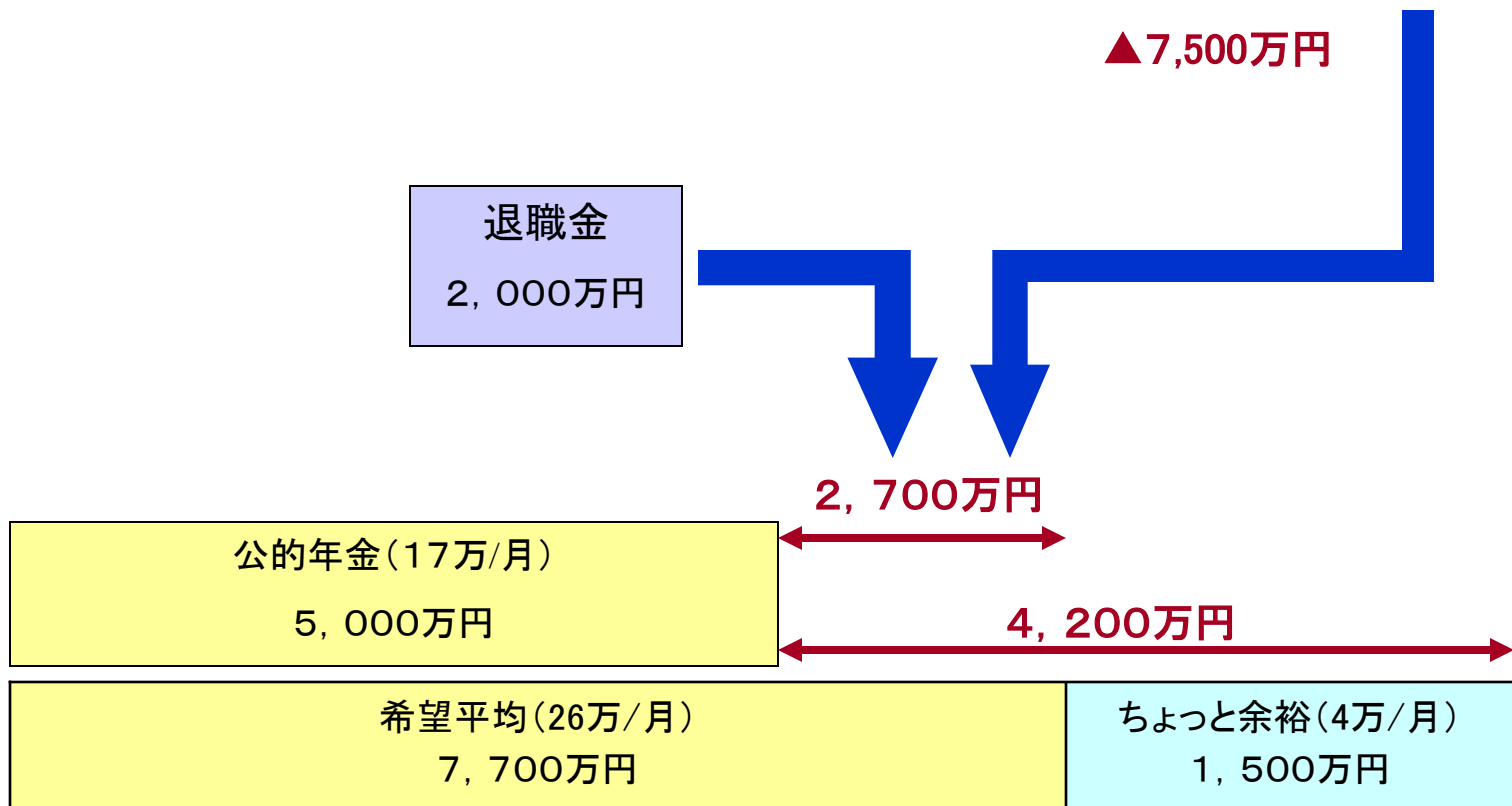 ▲7,500万円
退職金
2,000万円
2,700万円
公的年金(17万/月)
5,000万円
4,200万円
希望平均(26万/月)
7,700万円
ちょっと余裕(4万/月)
1,500万円